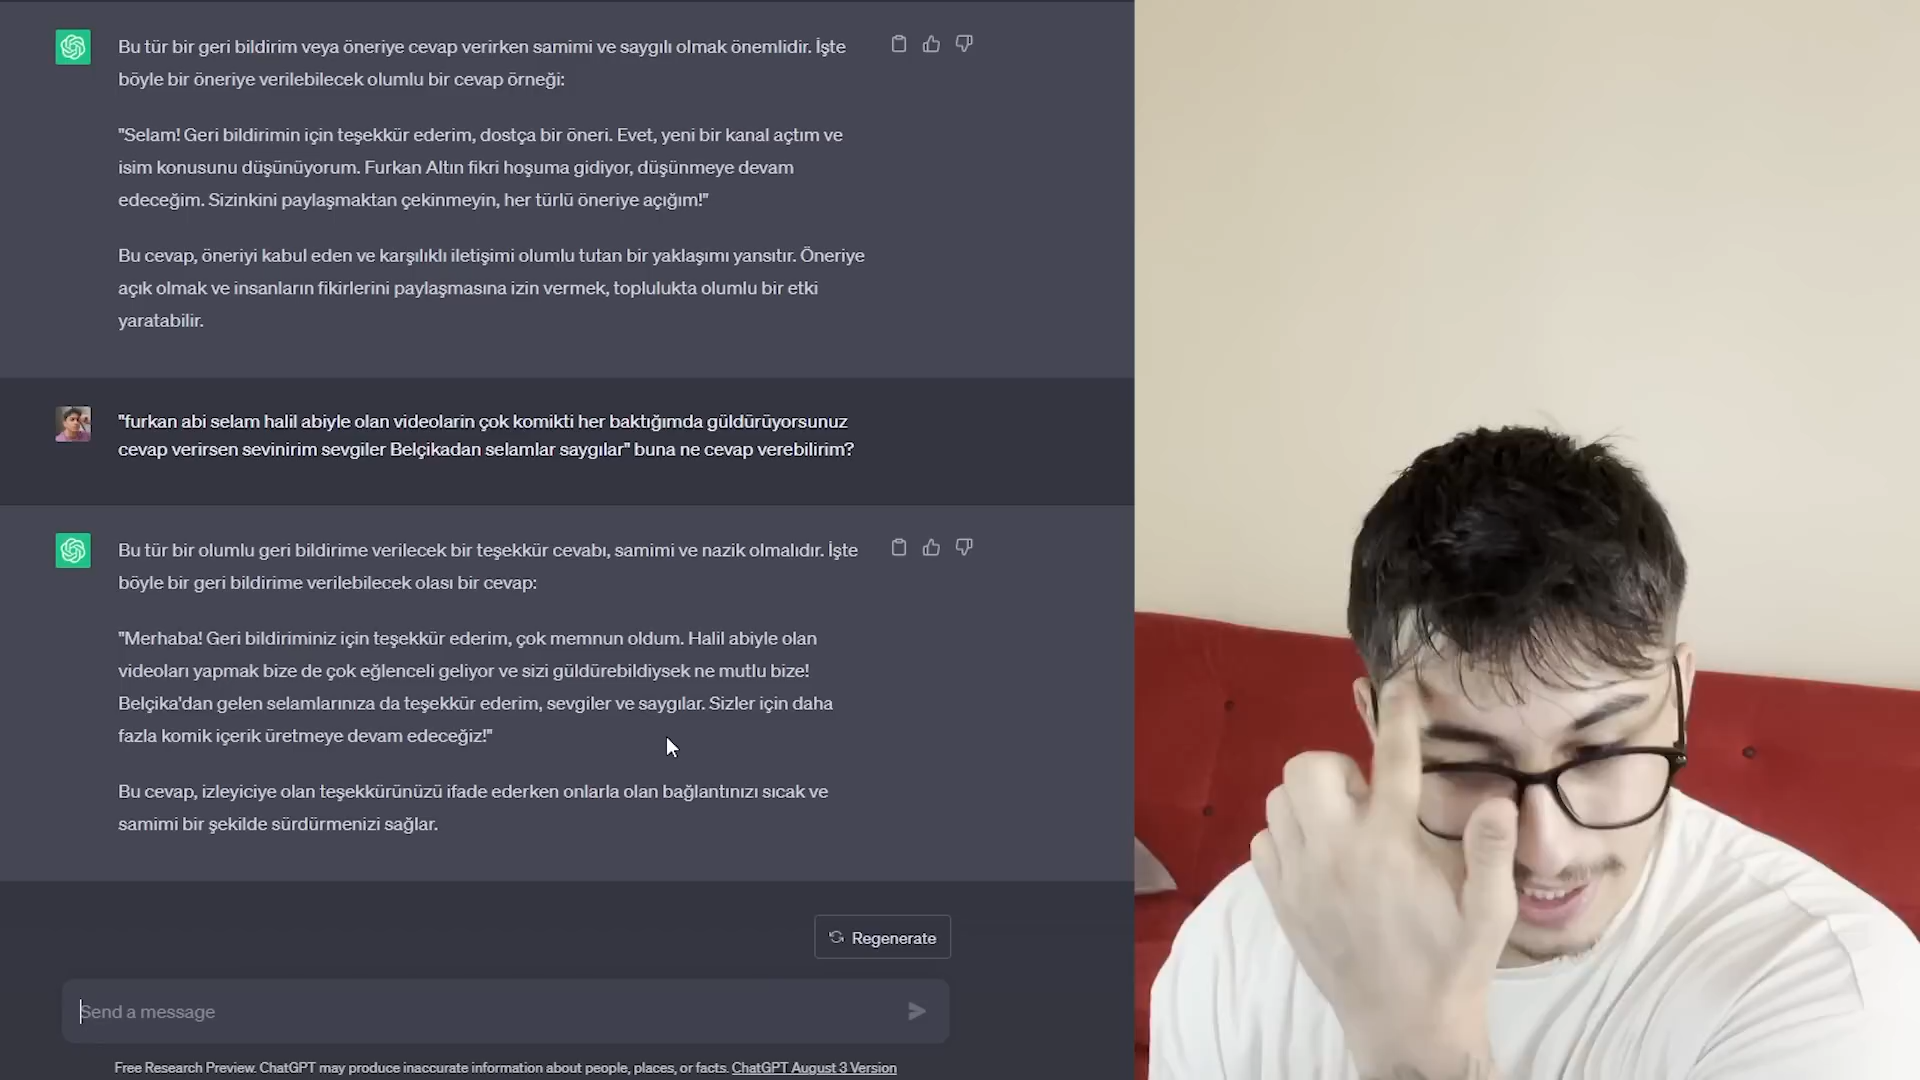 Bu tür bir geri bildirim veya öneriye cevap verirken samimi ve saygılı olmak önemlidir. İşte
böyle bir öneriye verilebilecek olumlu bir cevap örneği:
"Selam! Geri bildirimin için teşekkür ederim, dostça bir öneri. Evet, yeni bir kanal açtım ve
isim konusunu düşünüyorum. Furkan Altın fikri hoşuma gidiyor, düşünmeye devam
edeceğim. Sizinkini paylaşmaktan çekinmeyin, her türlü öneriye açığım!"
Bu cevap, öneriyi kabul eden ve karşılıklı iletişimi olumlu tutan bir yaklaşımı yansıtır. Öneriye
açık olmak ve insanların fikirlerini paylaşmasına izin vermek, toplulukta olumlu bir etki
yaratabilir.
"furkan abi selam halil abiyle olan videolarin çok komikti her baktığımda güldürüyorsunuz
cevap verirsen sevinirim sevgiler Belçikadan selamlar saygılar" buna ne cevap verebilirim?
Bu tür bir olumlu geri bildirime verilecek bir teşekkür cevabı, samimi ve nazik olmalıdır. İşte
böyle bir geri bildirime verilebilecek olası bir cevap:
"Merhaba! Geri bildiriminiz için teşekkür ederim, çok memnun oldum. Halil abiyle olan
videoları yapmak bize de çok eğlenceli geliyor ve sizi güldürebildiysek ne mutlu bize!
Belçika'dan gelen selamlarınıza da teşekkür ederim, sevgiler ve saygılar. Sizler için daha
fazla komik içerik üretmeye devam edeceğiz!"
Bu cevap, izleyiciye olan teşekkürünüzü ifade ederken onlarla olan bağlantınızı sıcak ve
samimi bir şekilde sürdürmenizi sağlar.
Regenerate
Send a message
Free Research Preview. ChatGPT may produce inaccurate information about people, places, or facts. ChatGPT August 3 Version